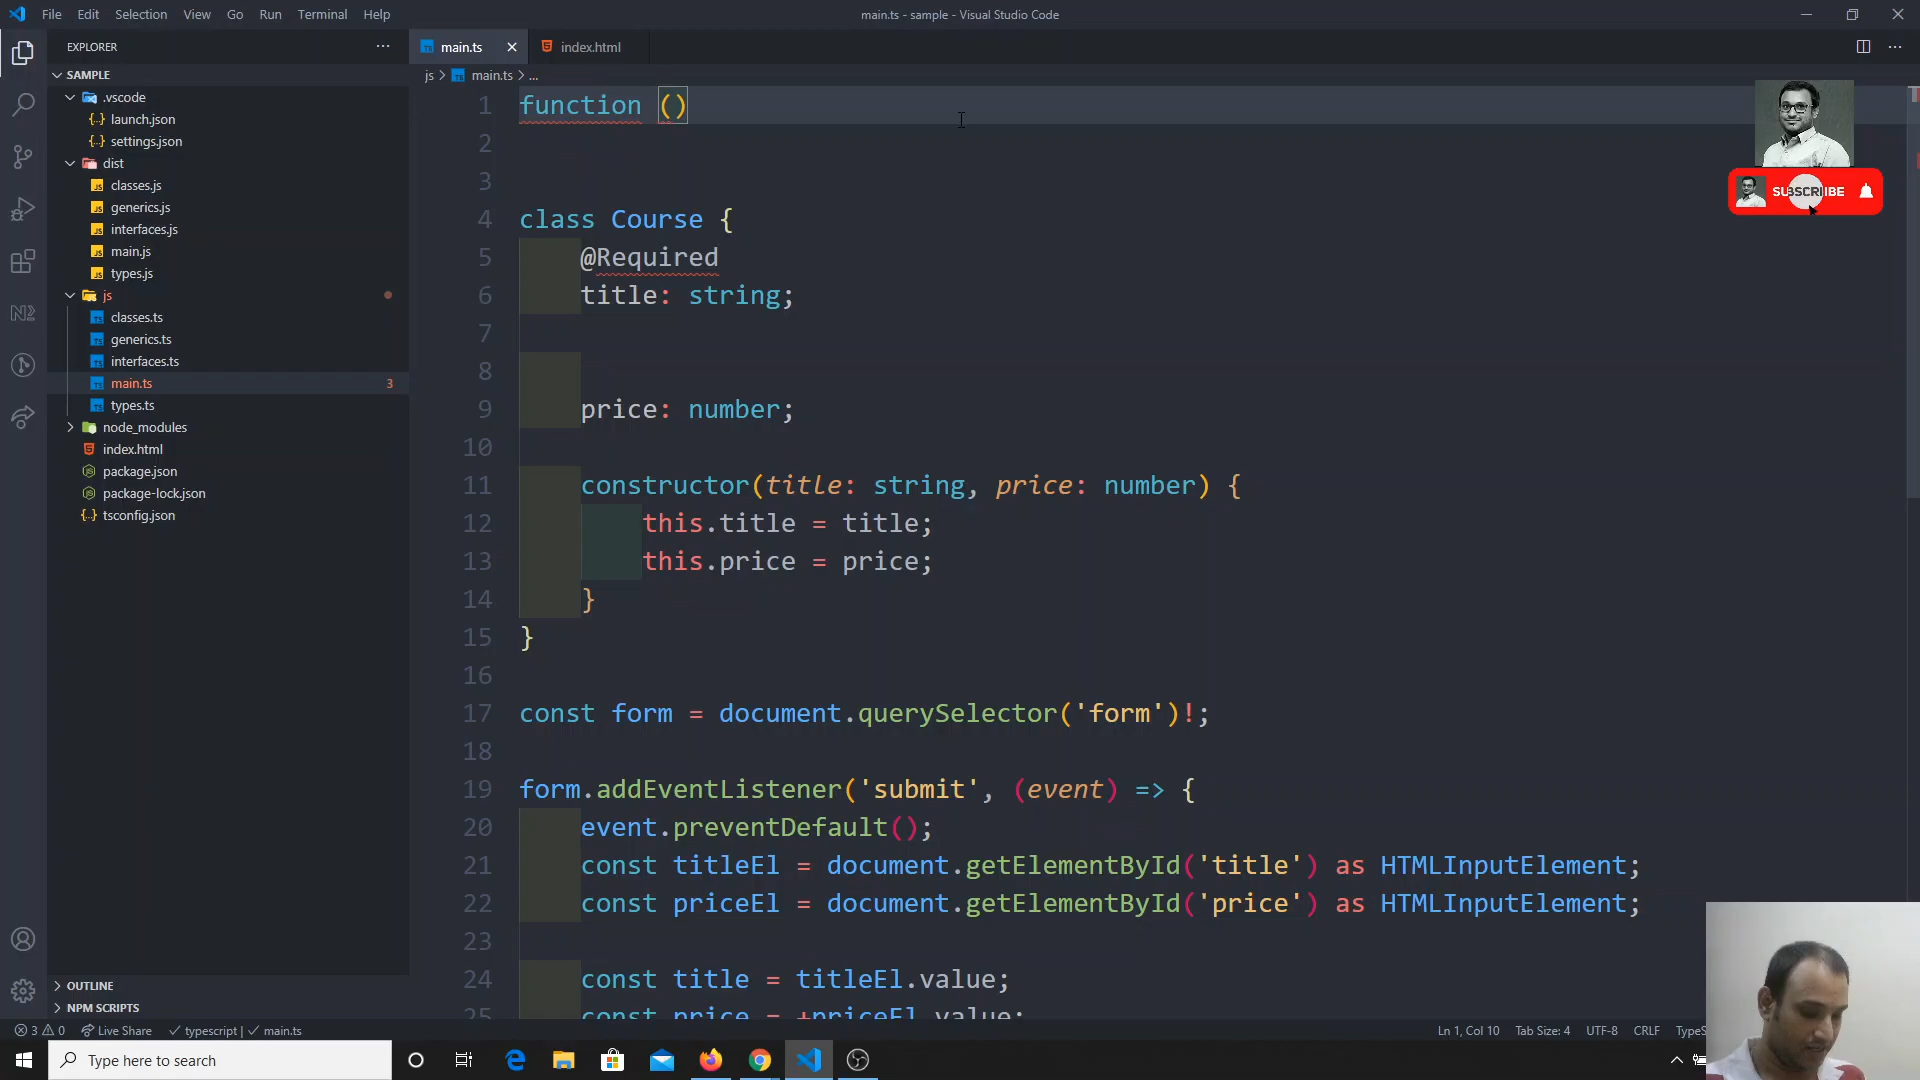 File Edit Selection View Go Run Terminal Help
main.ts - sample - Visual Studio Code
EXPLORER
SAMPLE
.vscode
launch.json
settings.json
dist
classes.js
generics.js
interfaces.js
main.js
types.js
js
classes.ts
generics.ts
interfaces.ts
main.ts 3
types.ts
node_modules
index.html
package.json
package-lock.json
tsconfig.json
OUTLINE
NPM SCRIPTS
main.ts index.html
js > main.ts > ...
1 function ()
2
3
4 class Course {
5 @Required
6 title: string;
7
8
9 price: number;
10
11 constructor(title: string, price: number) {
12 this.title = title;
13 this.price = price;
14 }
15 }
16
17 const form = document.querySelector('form')!;
18
19 form.addEventListener('submit', (event) => {
20 event.preventDefault();
21 const titleEl = document.getElementById('title') as HTMLInputElement;
22 const priceEl = document.getElementById('price') as HTMLInputElement;
23
24 const title = titleEl.value;
25 const price = +priceEl.value;
SUBSCRIBE
3 0 Live Share typescript | main.ts
Ln 1, Col 10 Tab Size: 4 UTF-8 CRLF TypeS
Type here to search